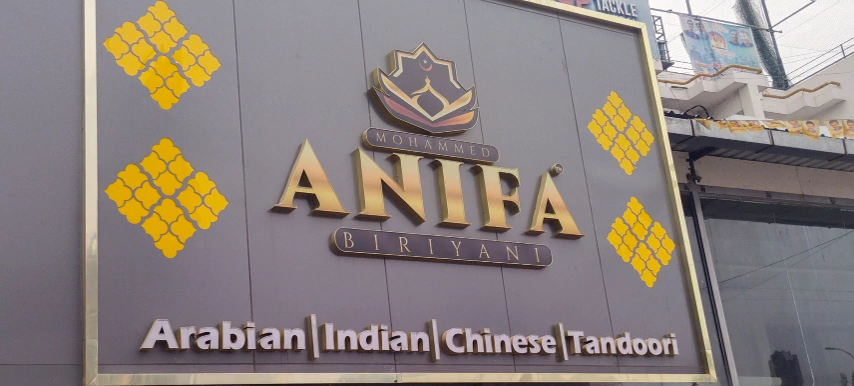 TACKLE
MOHAMMED
ANIFA
BIRIYANI
Arabian|Indian|Chinese|Tandoori